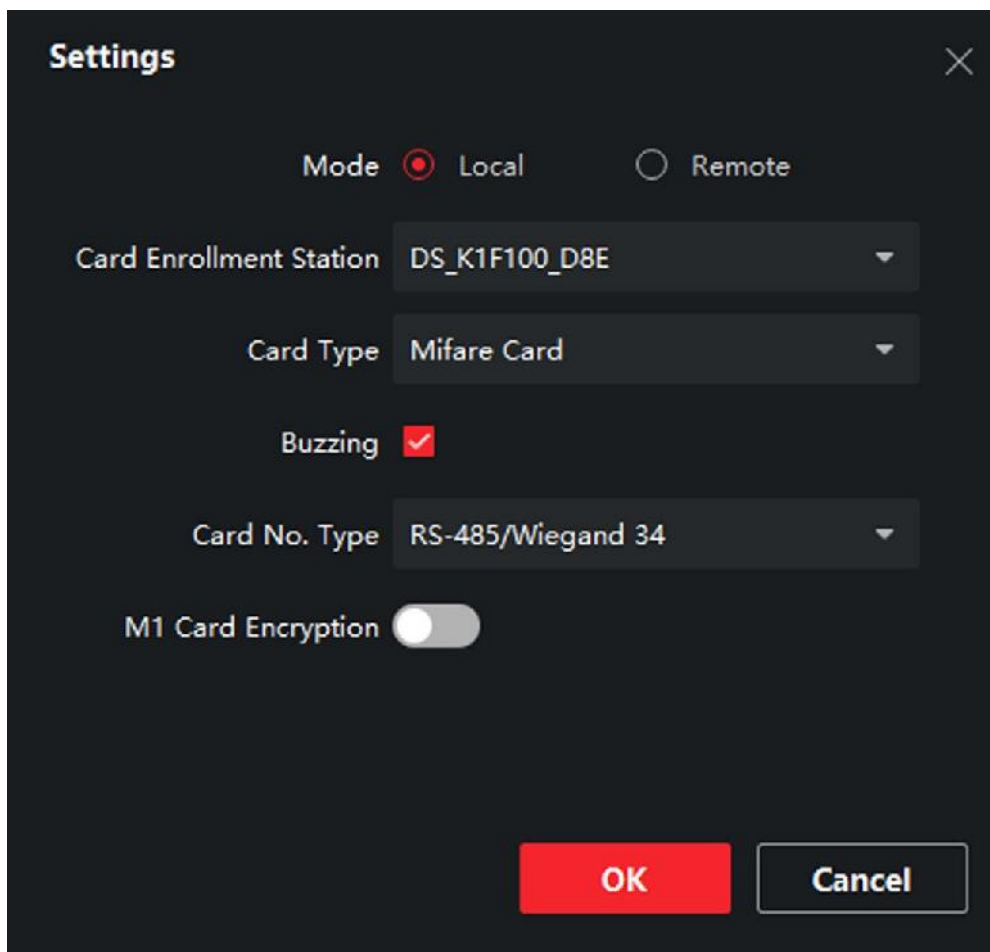 Settings
Mode Local Remote
Card Enrollment Station DS_K1F100_D8E
Card Type Mifare Card
Buzzing
Card No. Type RS-485/Wiegand 34
M1 Card Encryption
OK Cancel